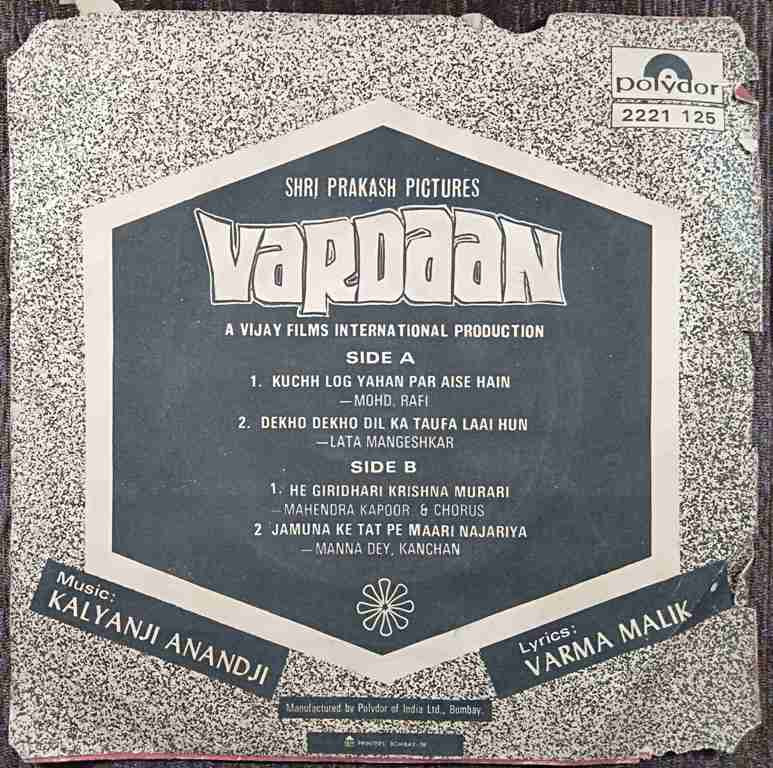 polydor
2221 125
SHRI PRAKASH PICTURES
VaRDaaN
A VIJAY FILMS INTERNATIONAL PRODUCTION
SIDE A
1. KUCHH LOG YAHAN PAR AISE HAIN
—MOHD. RAFI
2. DEKHO DEKHO DIL KA TAUFA LAAI HUN
—LATA MANGESHKAR
SIDE B
1. HE GIRIDHARI KRISHNA MURARI
—MAHENDRA KAPOOR & CHORUS
2 JAMUNA KE TAT PE MAARI NAJARIYA
—MANNA DEY, KANCHAN
Music:
KALYANJI ANANDJI
Lyrics:
VARMA MALIK
Manufactured by Polydor of India Ltd., Bombay.
PRINTERS, BOMBAY-